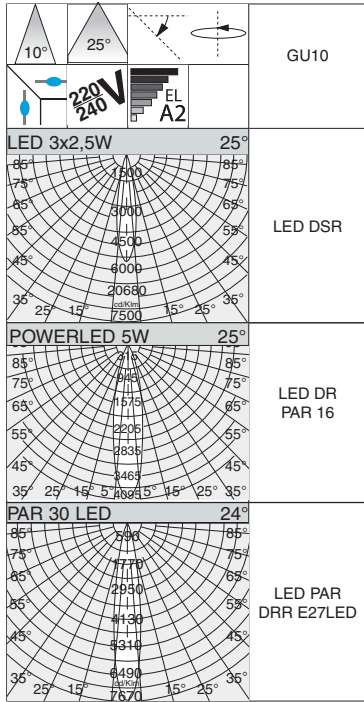 10° 25° GU10
220/240 V
EL
A2
LED 3x2,5W 25°
LED DSR
85° 1500 85°
75° 75°
65° 3000 65°
55° 4500 55°
45° 6000 45°
35° 25° 15° 20680 15° 25° 35°
cd/Klm
7500
POWERLED 5W 25°
LED DR
PAR 16
85° 315 85°
75° 945 75°
65° 1575 65°
55° 2205 55°
2835
45° 3465 45°
35° 25° 15° 5° 4095 5° 15° 25° 35°
PAR 30 LED 24°
LED PAR
DRR E27LED
85° 590 85°
75° 1770 75°
65° 2950 65°
55° 4130 55°
45° 5310 45°
35° 6490 35°
25° 15° cd/Klm 15° 25°
7670